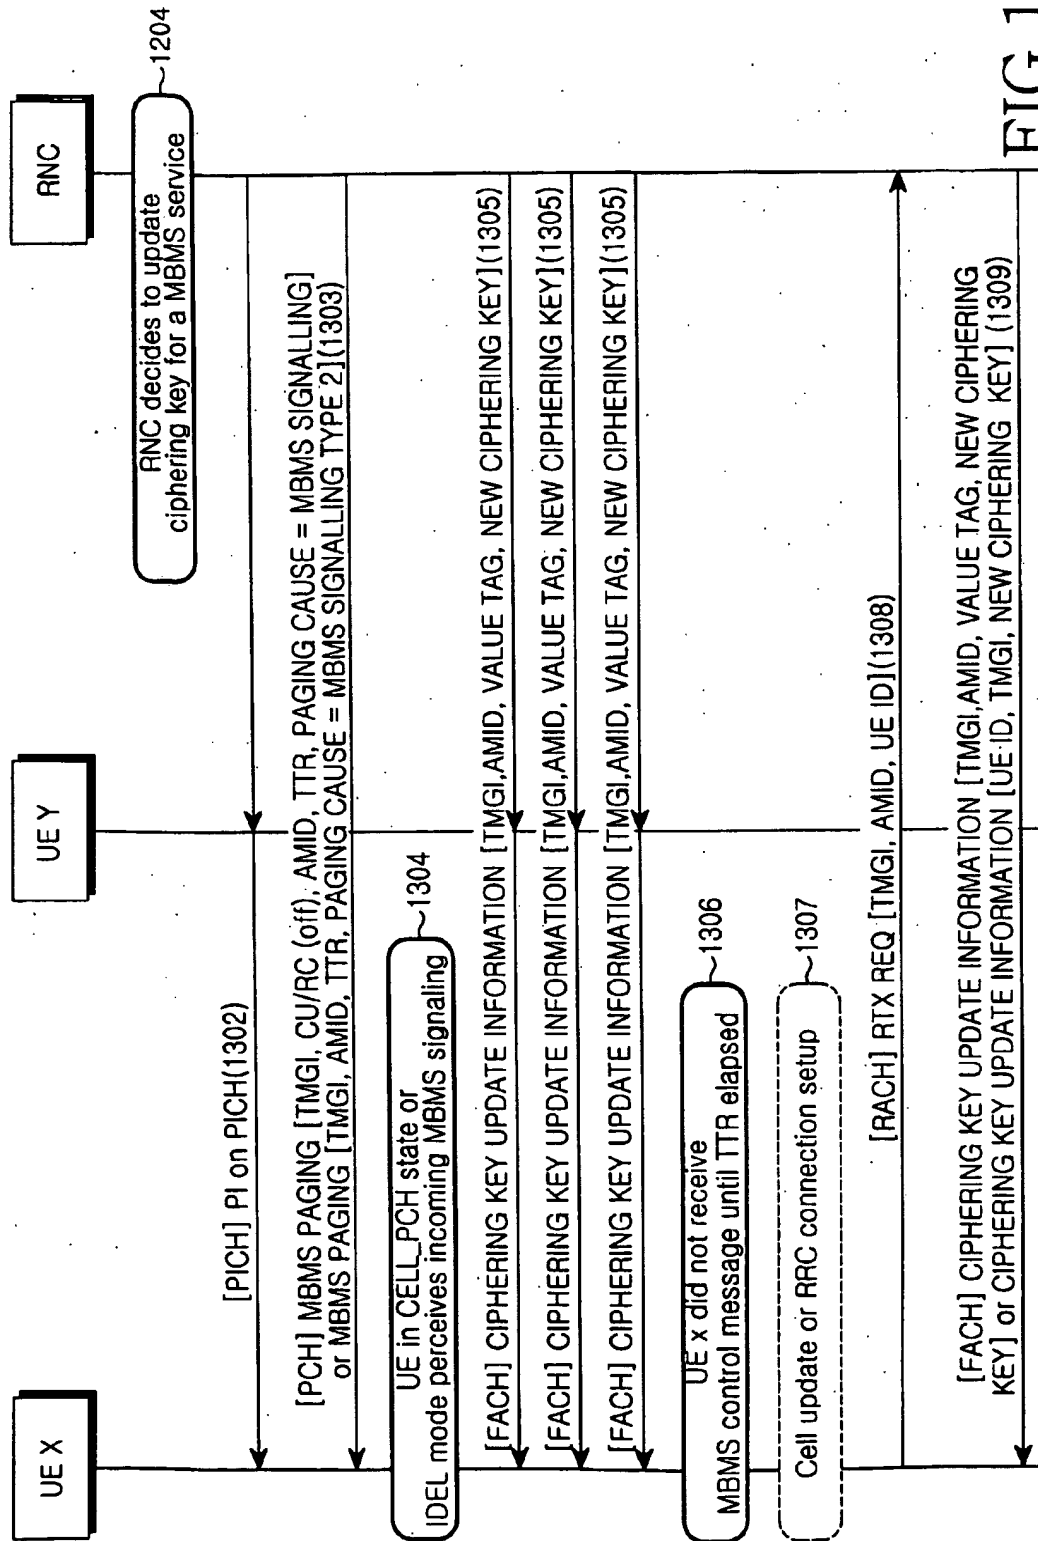 UE X
UE Y
RNC
RNC decides to update
ciphering key for a MBMS service
1204
[PICH] PI on PICH(1302)
[PCH] MBMS PAGING [TMGI, CU/RC (off), AMID, TTR, PAGING CAUSE = MBMS SIGNALLING]
or MBMS PAGING [TMGI, AMID, TTR, PAGING CAUSE = MBMS SIGNALLING TYPE 2](1303)
UE in CELL_PCH state or
IDEL mode perceives incoming MBMS signaling
1304
[FACH] CIPHERING KEY UPDATE INFORMATION [TMGI,AMID, VALUE TAG, NEW CIPHERING KEY](1305)
[FACH] CIPHERING KEY UPDATE INFORMATION [TMGI,AMID, VALUE TAG, NEW CIPHERING KEY](1305)
[FACH] CIPHERING KEY UPDATE INFORMATION [TMGI,AMID, VALUE TAG, NEW CIPHERING KEY](1305)
UE x did not receive
MBMS control message until TTR elapsed
1306
Cell update or RRC connection setup
1307
[RACH] RTX REQ [TMGI, AMID, UE ID](1308)
[FACH] CIPHERING KEY UPDATE INFORMATION [TMGI,AMID, VALUE TAG, NEW CIPHERING
KEY] or CIPHERING KEY UPDATE INFORMATION [UE ID, TMGI, NEW CIPHERING KEY] (1309)